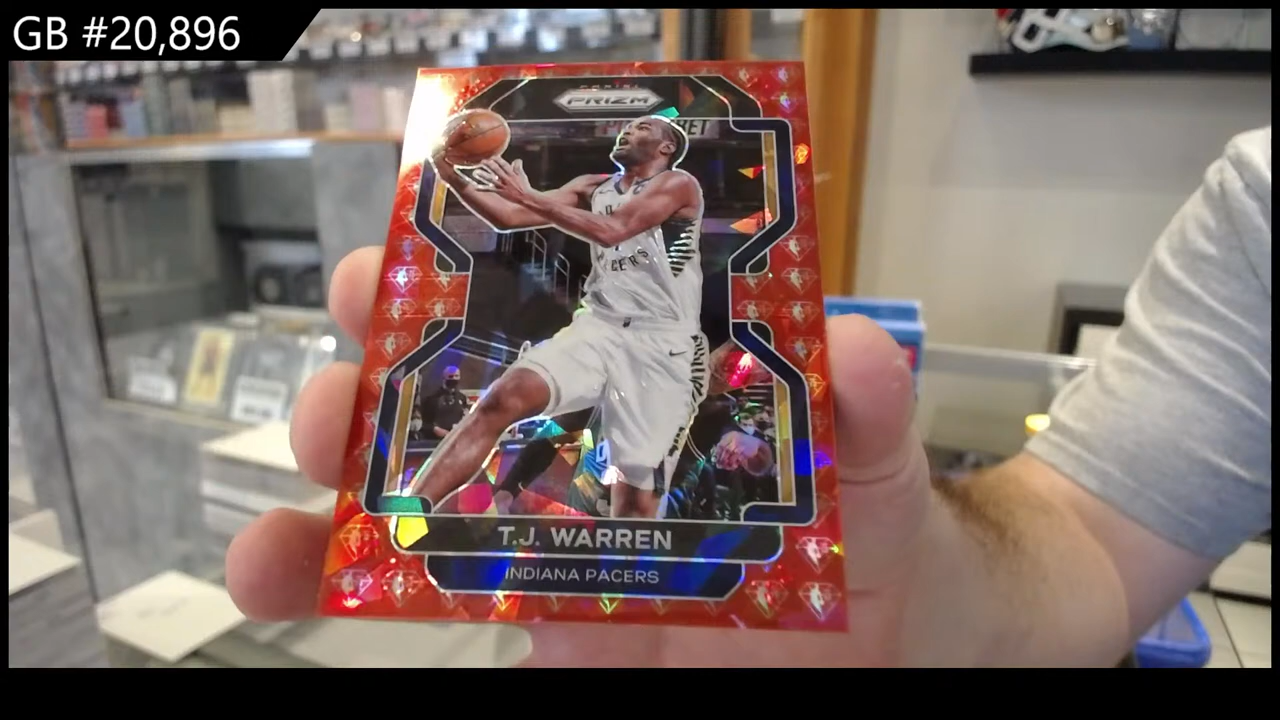 GB #20,896
PANINI
PRIZM
T.J. WARREN
INDIANA PACERS